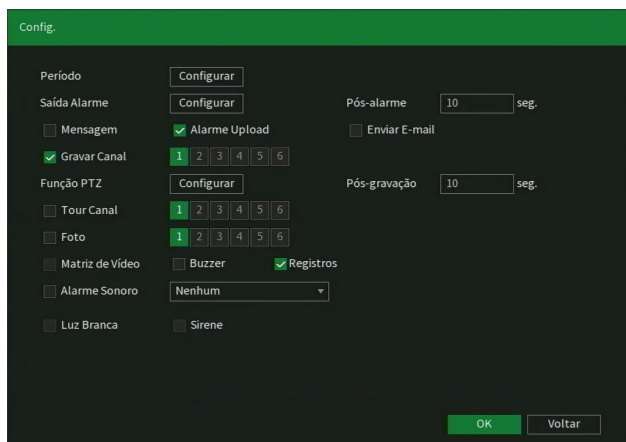 Config.
Período Configurar
Saída Alarme Configurar Pós-alarme 10 seg.
Mensagem Alarme Upload Enviar E-mail
Gravar Canal 1 2 3 4 5 6
Função PTZ Configurar Pós-gravação 10 seg.
Tour Canal 1 2 3 4 5 6
Foto 1 2 3 4 5 6
Matriz de Vídeo Buzzer Registros
Alarme Sonoro Nenhum
Luz Branca Sirene
OK Voltar